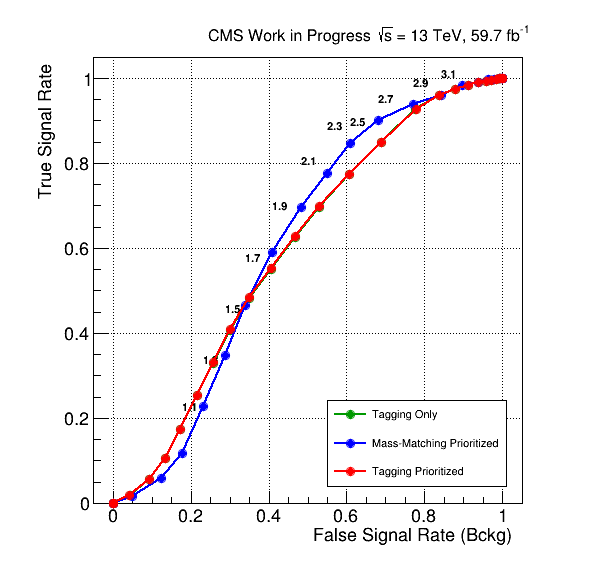 CMS Work in Progress √s = 13 TeV, 59.7 fb⁻¹
True Signal Rate
1
0.8
0.6
0.4
0.2
0
3.1
2.9
2.7
2.5
2.3
2.1
1.9
1.7
1.5
1.1
Tagging Only
Mass-Matching Prioritized
Tagging Prioritized
0 0.2 0.4 0.6 0.8 1
False Signal Rate (Bckg)